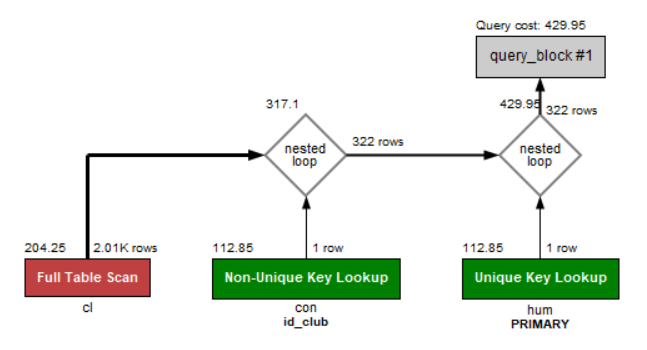 Query cost: 429.95
query_block #1
317.1
429.95
322 rows
nested
loop
322 rows
nested
loop
204.25
2.01K rows
112.85
1 row
112.85
1 row
Full Table Scan
Non-Unique Key Lookup
Unique Key Lookup
cl
con
id_club
hum
PRIMARY